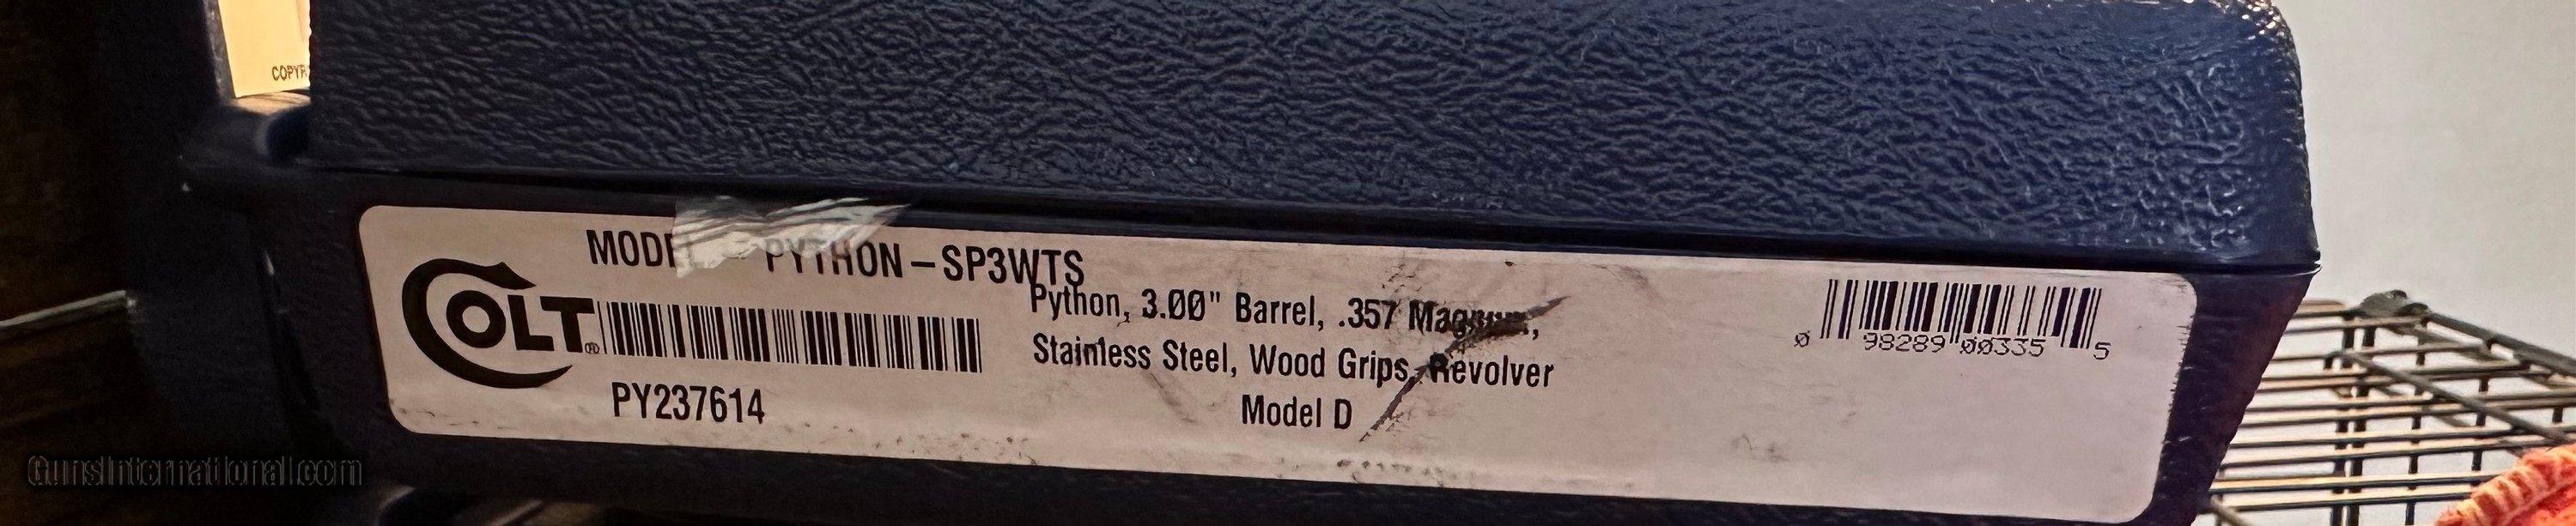 COPYR
MODEL PYTHON-SP3WTS
COLT®
Python, 3.00" Barrel, .357 Magnum,
Stainless Steel, Wood Grips, Revolver
Model D
PY237614
0 98289 00335 5
GunsInternational.com